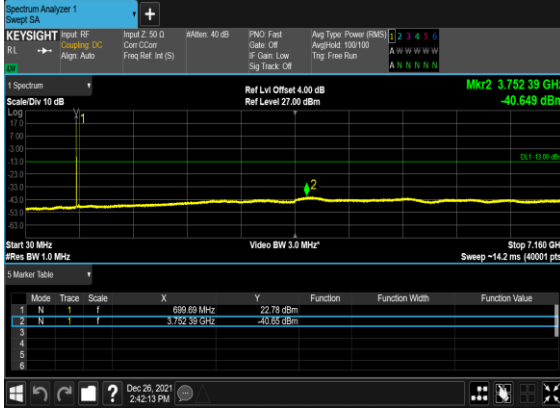 Spectrum Analyzer 1
Swept SA
+
KEYSIGHT Input: RF Input Z: 50 Ω #Atten: 40 dB PNO: Fast Avg Type: Power (RMS) 1 2 3 4 5 6
RL Coupling: DC Corr CCorr Gate: Off Avg|Hold: 100/100 A W W W W W
Align: Auto Freq Ref: Int (S) IF Gain: Low Trig: Free Run
Sig Track: Off A N N N N N
1 Spectrum
Ref Lvl Offset 4.00 dB Mkr2 3.752 39 GHz
Scale/Div 10 dB Ref Level 27.00 dBm -40.649 dBm
Log
17.0
7.00
-3.00
-13.0
-23.0
-33.0
-43.0
-53.0
-63.0
1
DL1 -13.00 dBm
2
Start 30 MHz Video BW 3.0 MHz* Stop 7.160 GHz
#Res BW 1.0 MHz Sweep ~14.2 ms (40001 pts)
5 Marker Table
Mode Trace Scale X Y Function Function Width Function Value
1 N 1 f 699.69 MHz 22.78 dBm
2 N 1 f 3.752 39 GHz -40.65 dBm
3
4
5
6
? Dec 26, 2021
2:42:13 PM